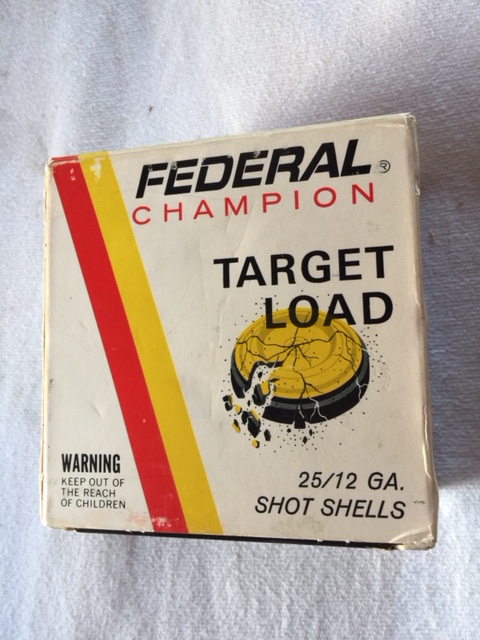 FEDERAL®
CHAMPION
TARGET
LOAD
WARNING
KEEP OUT OF
THE REACH
OF CHILDREN
25/12 GA.
SHOT SHELLS